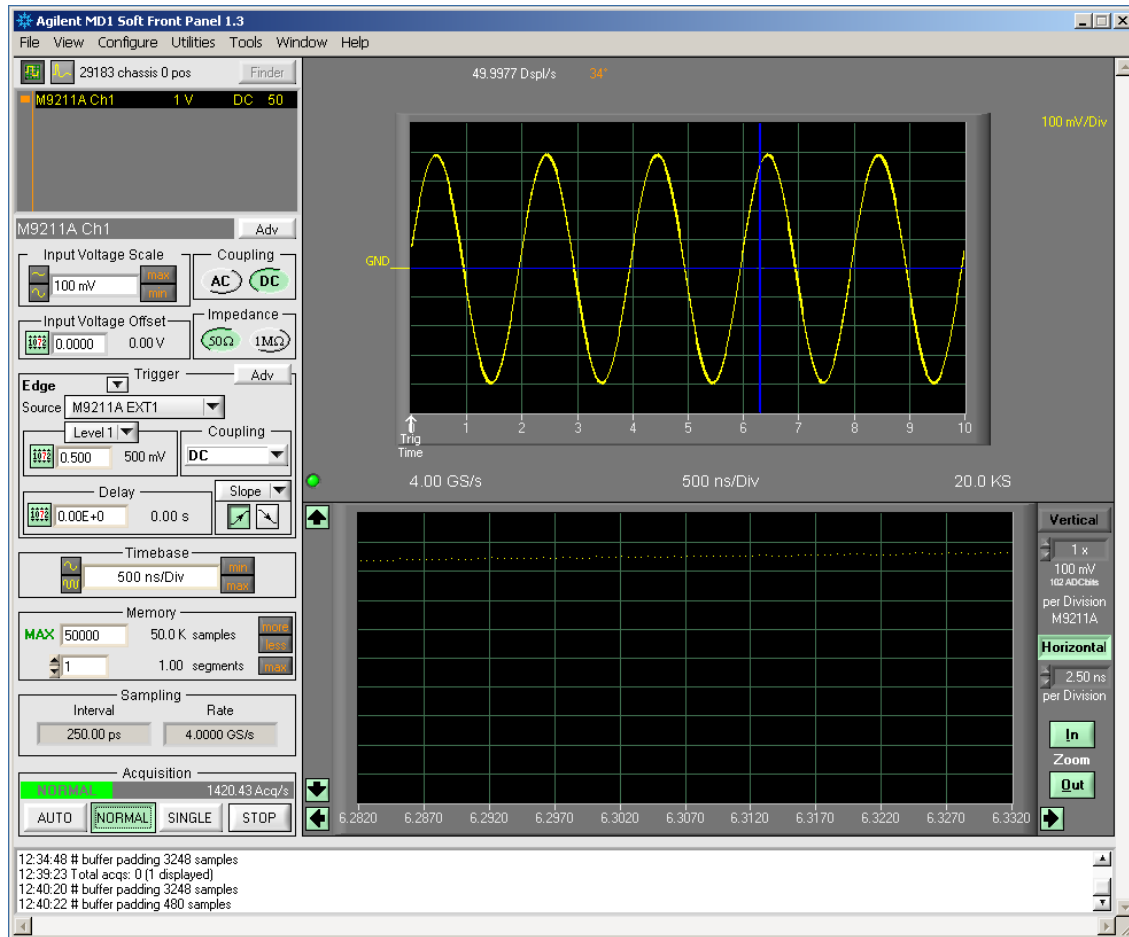 Agilent MD1 Soft Front Panel 1.3
File View Configure Utilities Tools Window Help
29183 chassis 0 pos
Finder
M9211A Ch1 1 V DC 50
M9211A Ch1
Adv
Input Voltage Scale
100 mV
max
min
Coupling
AC
DC
Input Voltage Offset
0.0000
0.00 V
Impedance
50Ω
1MΩ
Trigger
Edge
Adv
Source M9211A EXT1
Level 1
0.500
500 mV
Coupling
DC
Delay
0.00E+0
0.00 s
Slope
Timebase
500 ns/Div
min
max
Memory
MAX 50000
50.0 K samples
more
less
1
1.00 segments
max
Sampling
Interval
Rate
250.00 ps
4.0000 GS/s
Acquisition
NORMAL
1420.43 Acq/s
AUTO NORMAL SINGLE STOP
49.9977 Dspl/s
34°
100 mV/Div
GND
1 2 3 4 5 6 7 8 9 10
Trig
Time
4.00 GS/s 500 ns/Div 20.0 KS
Vertical
1 x
100 mV
102 ADCbits
per Division
M9211A
Horizontal
2.50 ns
per Division
In
Zoom
Out
6.2820 6.2870 6.2920 6.2970 6.3020 6.3070 6.3120 6.3170 6.3220 6.3270 6.3320
12:34:48 # buffer padding 3248 samples
12:39:23 Total acqs: 0 (1 displayed)
12:40:20 # buffer padding 3248 samples
12:40:22 # buffer padding 480 samples